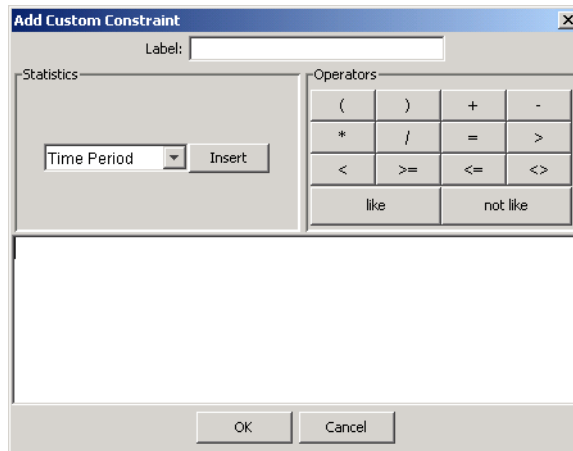 Add Custom Constraint
Label:
Statistics
Operators
Time Period
Insert
( ) + -
* / = >
< >= <= <>
like not like
OK Cancel